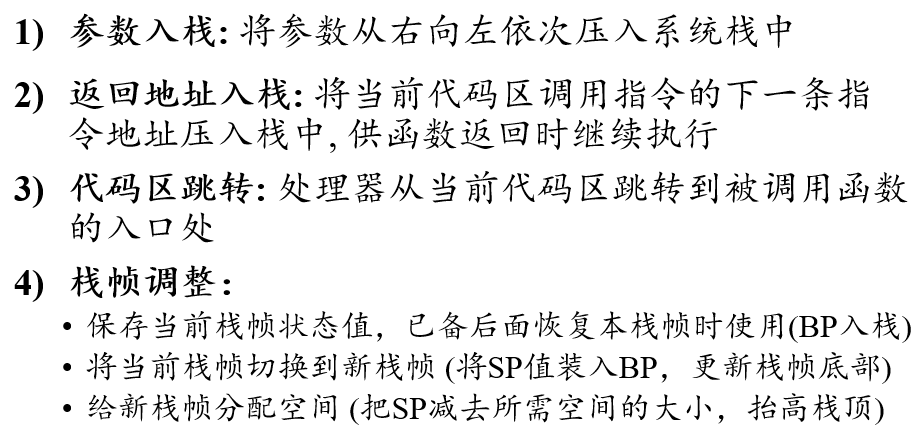 1) 参数入栈: 将参数从右向左依次压入系统栈中
2) 返回地址入栈: 将当前代码区调用指令的下一条指
令地址压入栈中, 供函数返回时继续执行
3) 代码区跳转: 处理器从当前代码区跳转到被调用函数
的入口处
4) 栈帧调整:
• 保存当前栈帧状态值，已备后面恢复本栈帧时使用(BP入栈)
• 将当前栈帧切换到新栈帧 (将SP值装入BP，更新栈帧底部)
• 给新栈帧分配空间 (把SP减去所需空间的大小，抬高栈顶)